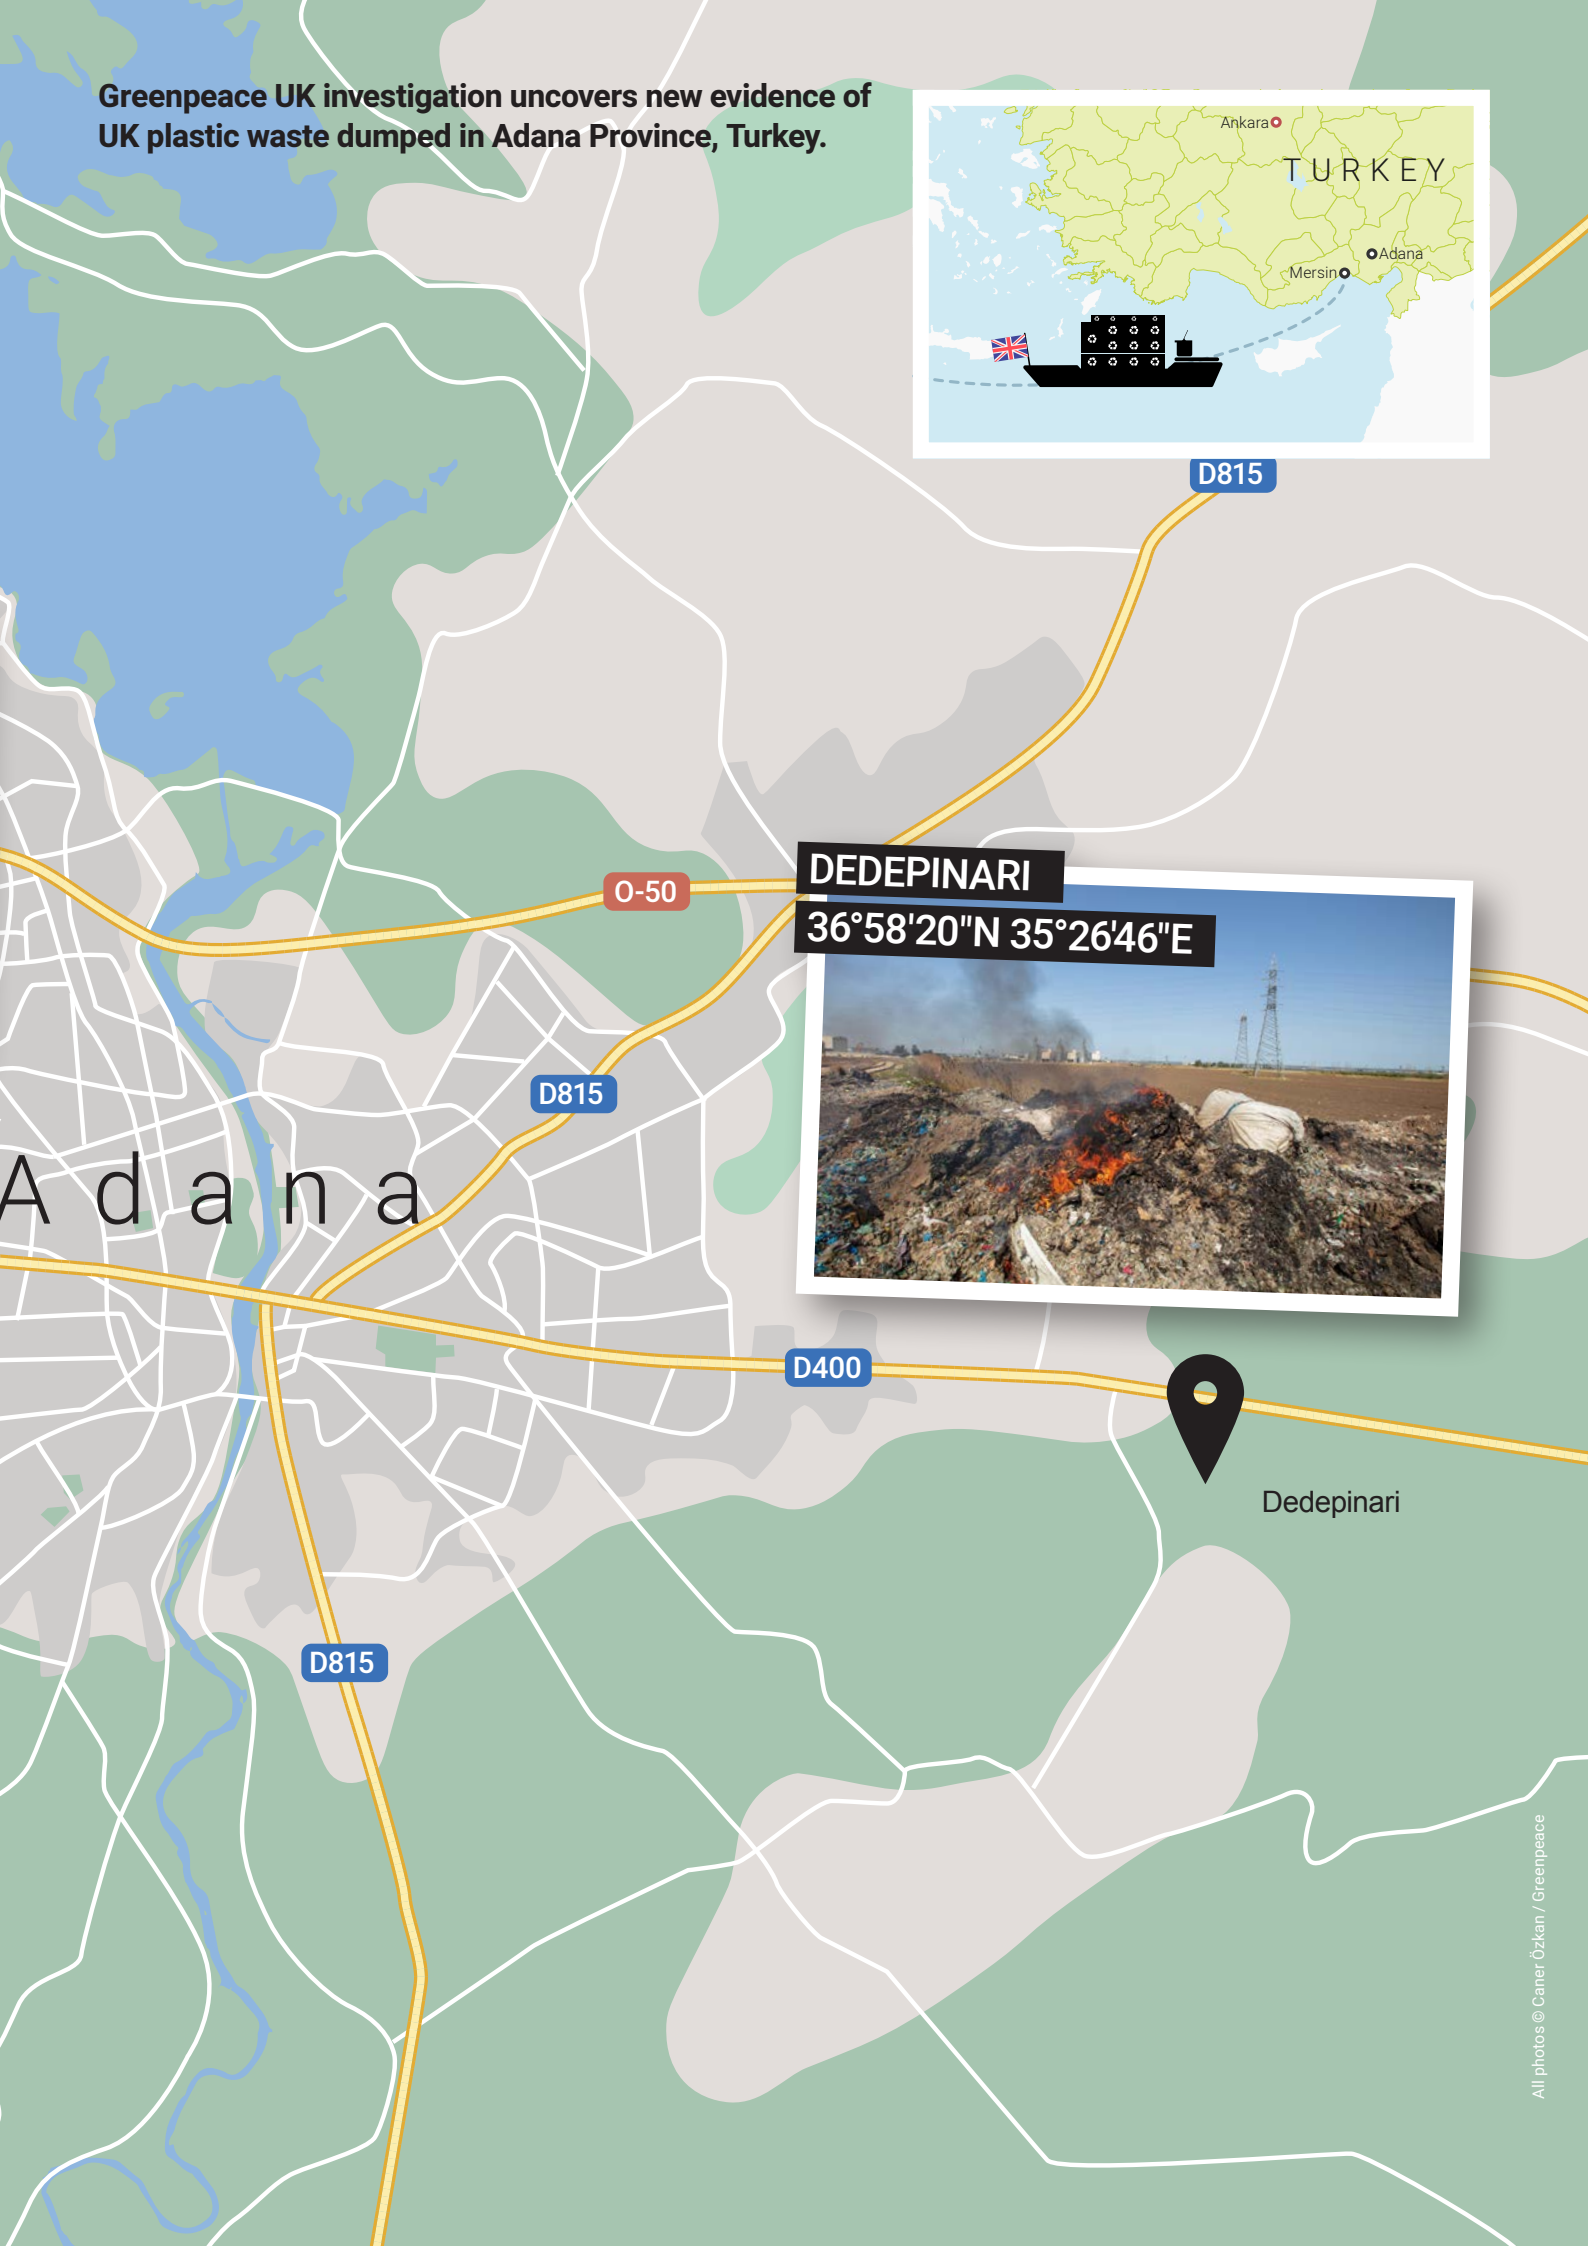 Greenpeace UK investigation uncovers new evidence of
UK plastic waste dumped in Adana Province, Turkey.
Ankara
TURKEY
Adana
Mersin
D815
O-50
DEDEPINARI
36°58'20"N 35°26'46"E
D815
Adana
D400
Dedepinari
D815
All photos © Caner Özkan / Greenpeace